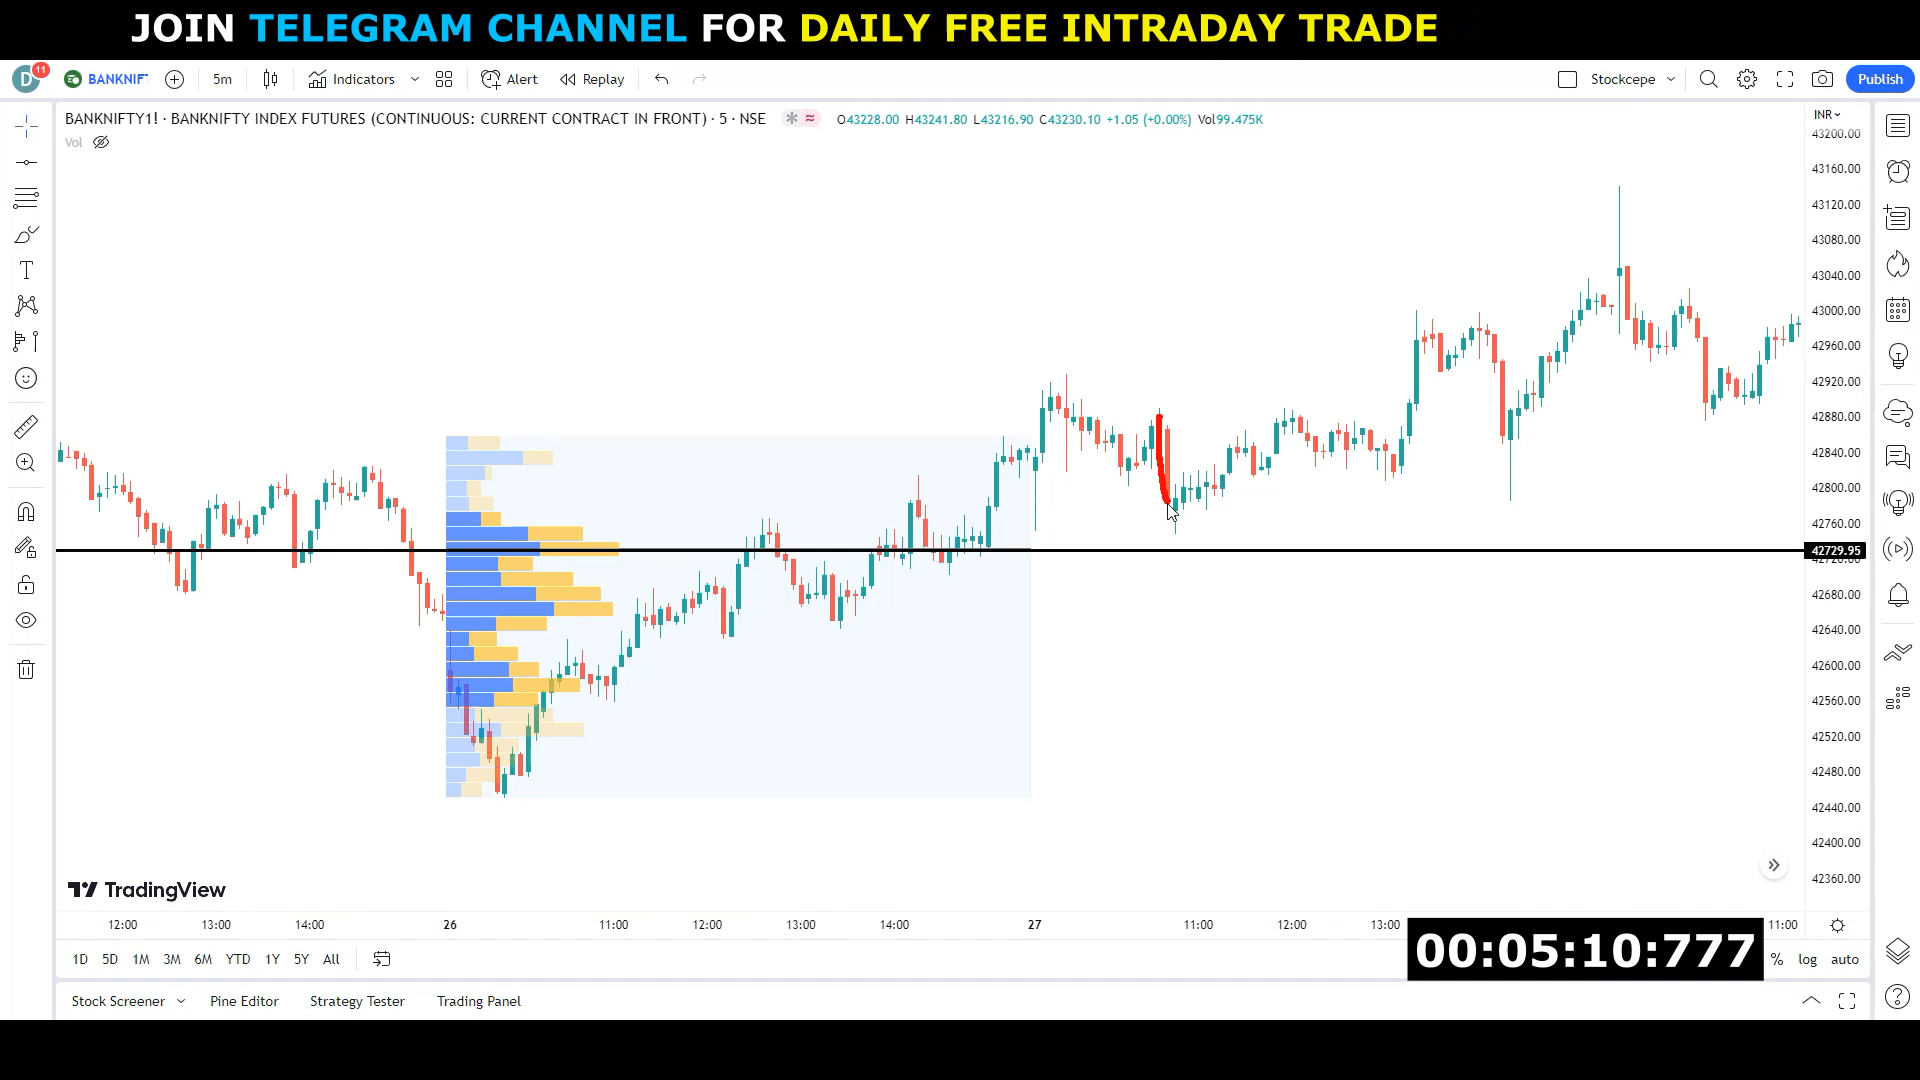 JOIN TELEGRAM CHANNEL FOR DAILY FREE INTRADAY TRADE
D 11 BANKNIF 5m Indicators Alert Replay Stockcepe Publish
BANKNIFTY1! · BANKNIFTY INDEX FUTURES (CONTINUOUS: CURRENT CONTRACT IN FRONT) · 5 · NSE O43228.00 H43241.80 L43216.90 C43230.10 +1.05 (+0.00%) Vol99.475K
INR
Vol
43200.00
43160.00
43120.00
43080.00
43040.00
43000.00
42960.00
42920.00
42880.00
42840.00
42800.00
42760.00
42729.95
42720.00
42680.00
42640.00
42600.00
42560.00
42520.00
42480.00
42440.00
42400.00
42360.00
TradingView
12:00 13:00 14:00 26 11:00 12:00 13:00 14:00 27 11:00 12:00 13:00 11:00
00:05:10:777
1D 5D 1M 3M 6M YTD 1Y 5Y All % log auto
Stock Screener Pine Editor Strategy Tester Trading Panel